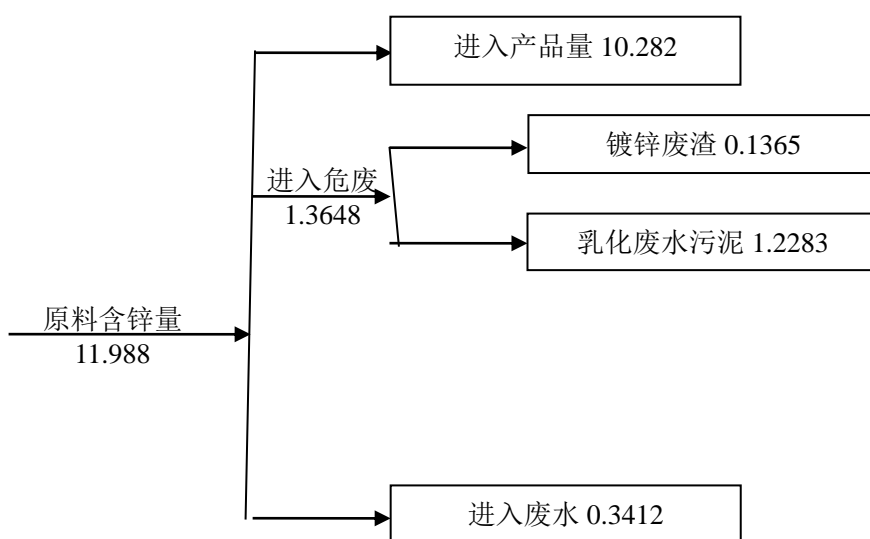 进入产品量 10.282
镀锌废渣 0.1365
进入危废
1.3648
乳化废水污泥 1.2283
原料含锌量
11.988
进入废水 0.3412